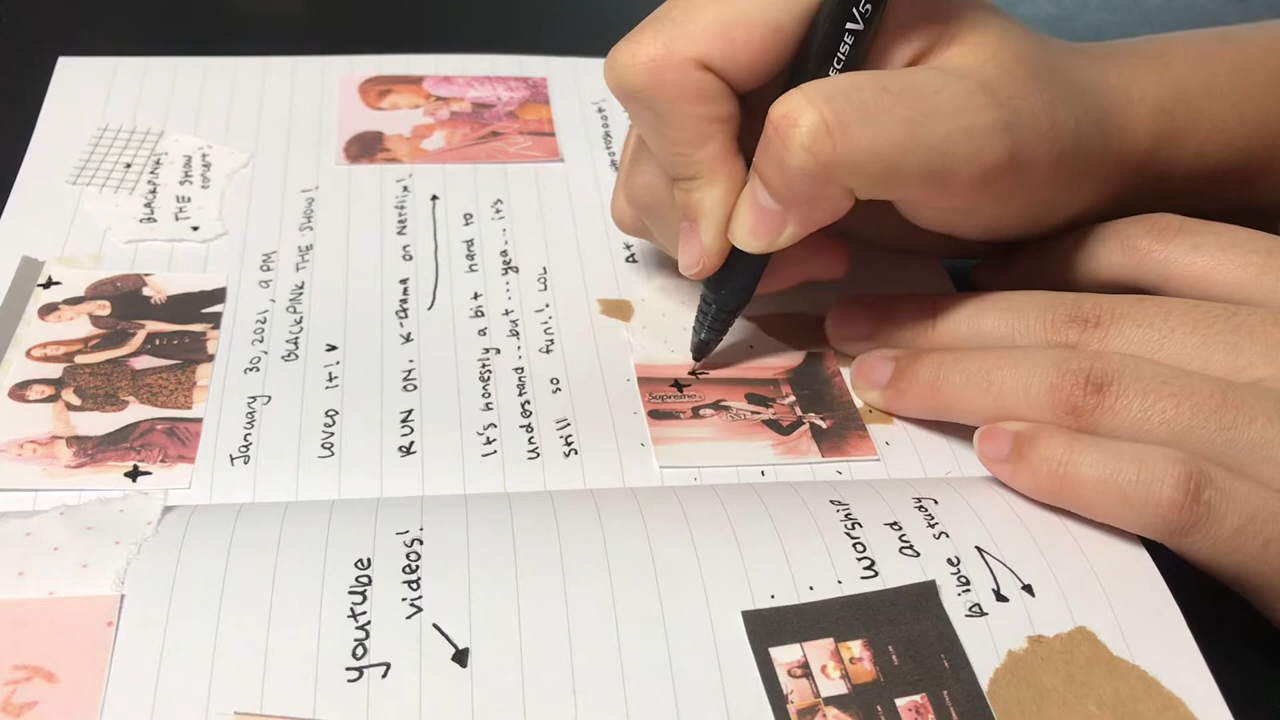 BLACKPINK!
THE SHOW
concert!
January 30, 2021, 9 PM
BLACKPINK THE SHOW!
Loved it! ♥
RUN ON. K-Drama on Netflix!
It's honestly a bit hard to
understand...but...yea... it's
still so fun!! LOL
At
Photoshoot!
Supreme
youtube
videos!
Worship
and
Bible study
PRECISE V5